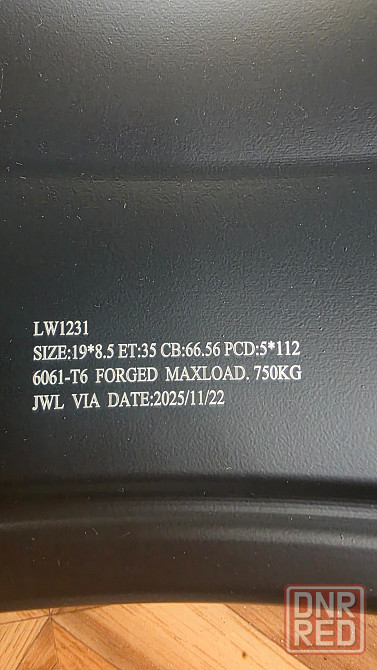 LW1231
SIZE:19*8.5 ET:35 CB:66.56 PCD:5*112
6061-T6 FORGED MAXLOAD. 750KG
JWL VIA DATE:2025/11/22
DNR
RED